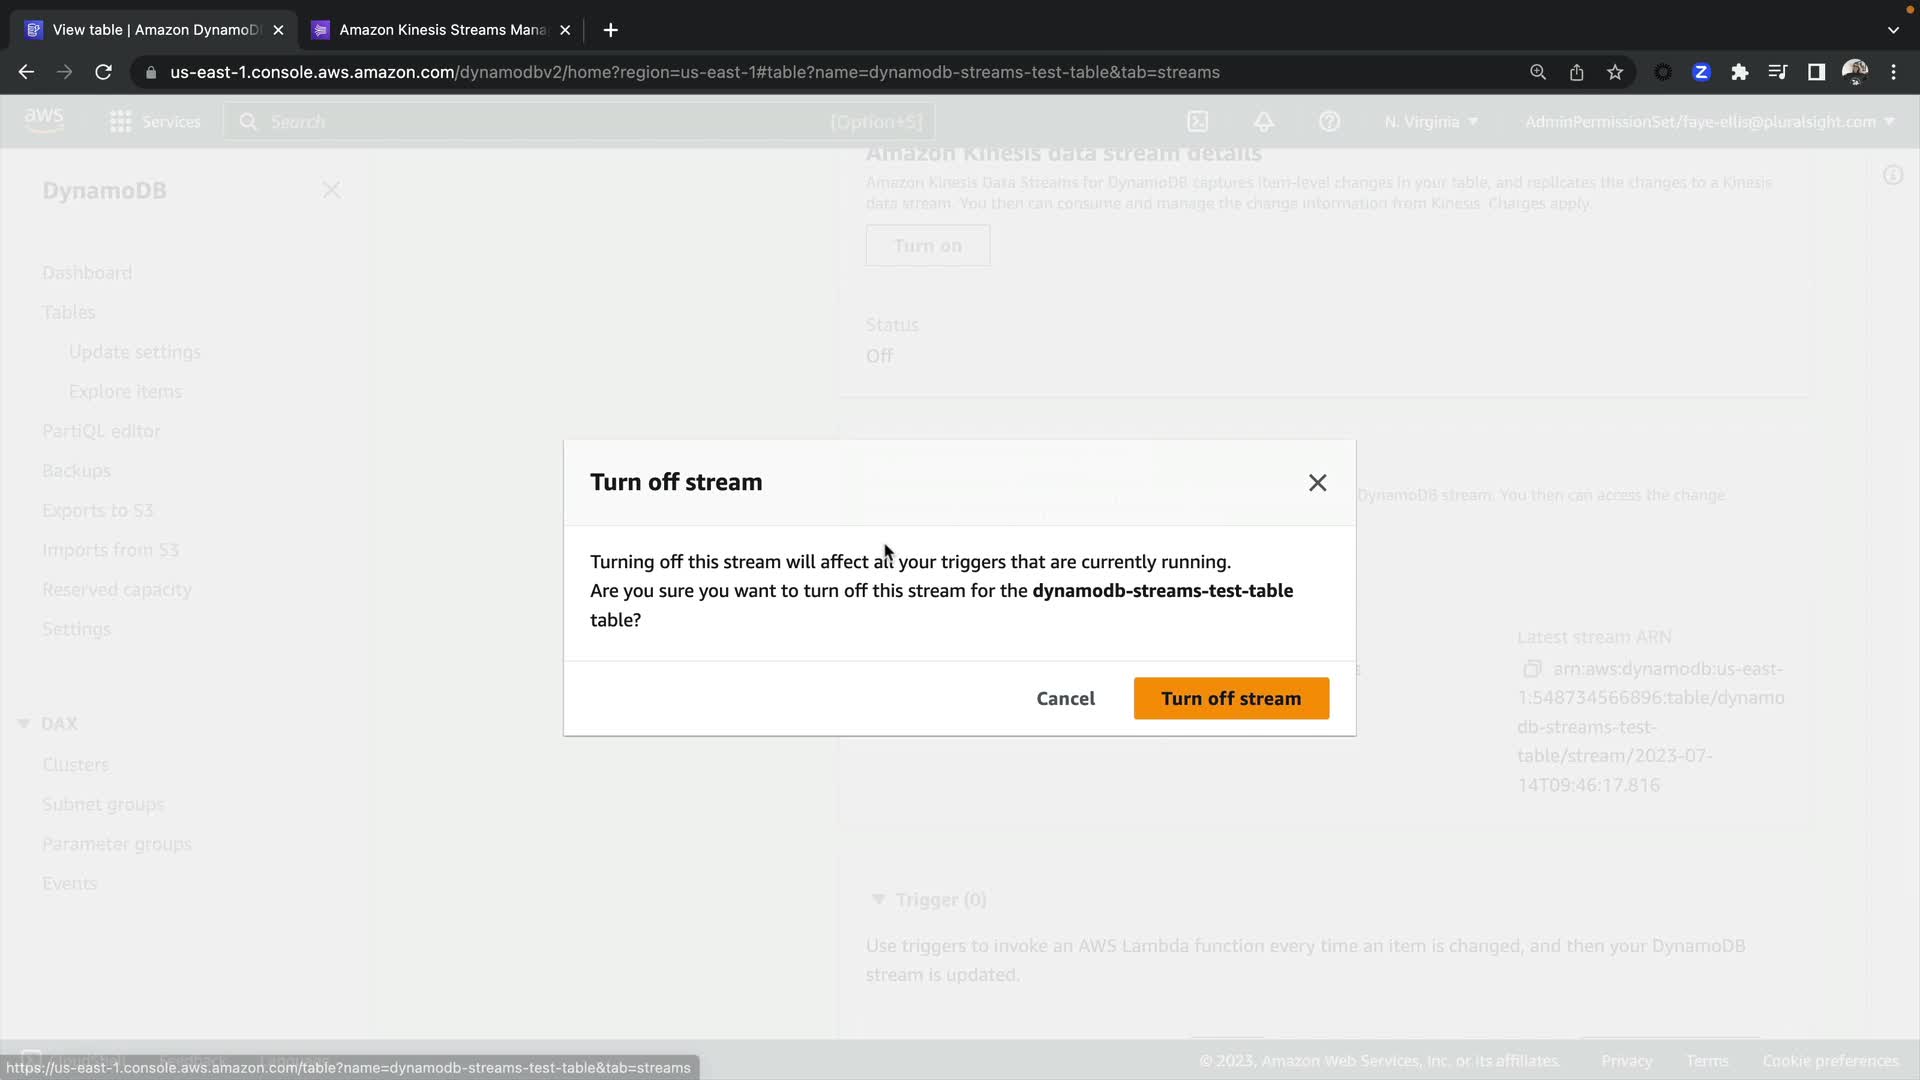 View table | Amazon DynamoD
Amazon Kinesis Streams Mana
us-east-1.console.aws.amazon.com/dynamodbv2/home?region=us-east-1#table?name=dynamodb-streams-test-table&tab=streams
aws
Services
Search
[Option+S]
N. Virginia
AdminPermissionSet/faye-ellis@pluralsight.com
DynamoDB
Dashboard
Tables
Update settings
Explore items
PartiQL editor
Backups
Exports to S3
Imports from S3
Reserved capacity
Settings
DAX
Clusters
Subnet groups
Parameter groups
Events
Amazon Kinesis data stream details
Amazon Kinesis Data Streams for DynamoDB captures item-level changes in your table, and replicates the changes to a Kinesis
data stream. You then can consume and manage the change information from Kinesis. Charges apply.
Turn on
Status
Off
DynamoDB stream. You then can access the change
Turn off stream
Turning off this stream will affect all your triggers that are currently running.
Are you sure you want to turn off this stream for the dynamodb-streams-test-table
table?
Cancel
Turn off stream
Latest stream ARN
arn:aws:dynamodb:us-east-
1:548734566896:table/dynamo
db-streams-test-
table/stream/2023-07-
14T09:46:17.816
Trigger (0)
Use triggers to invoke an AWS Lambda function every time an item is changed, and then your DynamoDB
stream is updated.
CloudShell
Feedback
Language
© 2023, Amazon Web Services, Inc. or its affiliates.
Privacy
Terms
Cookie preferences
https://us-east-1.console.aws.amazon.com/table?name=dynamodb-streams-test-table&tab=streams